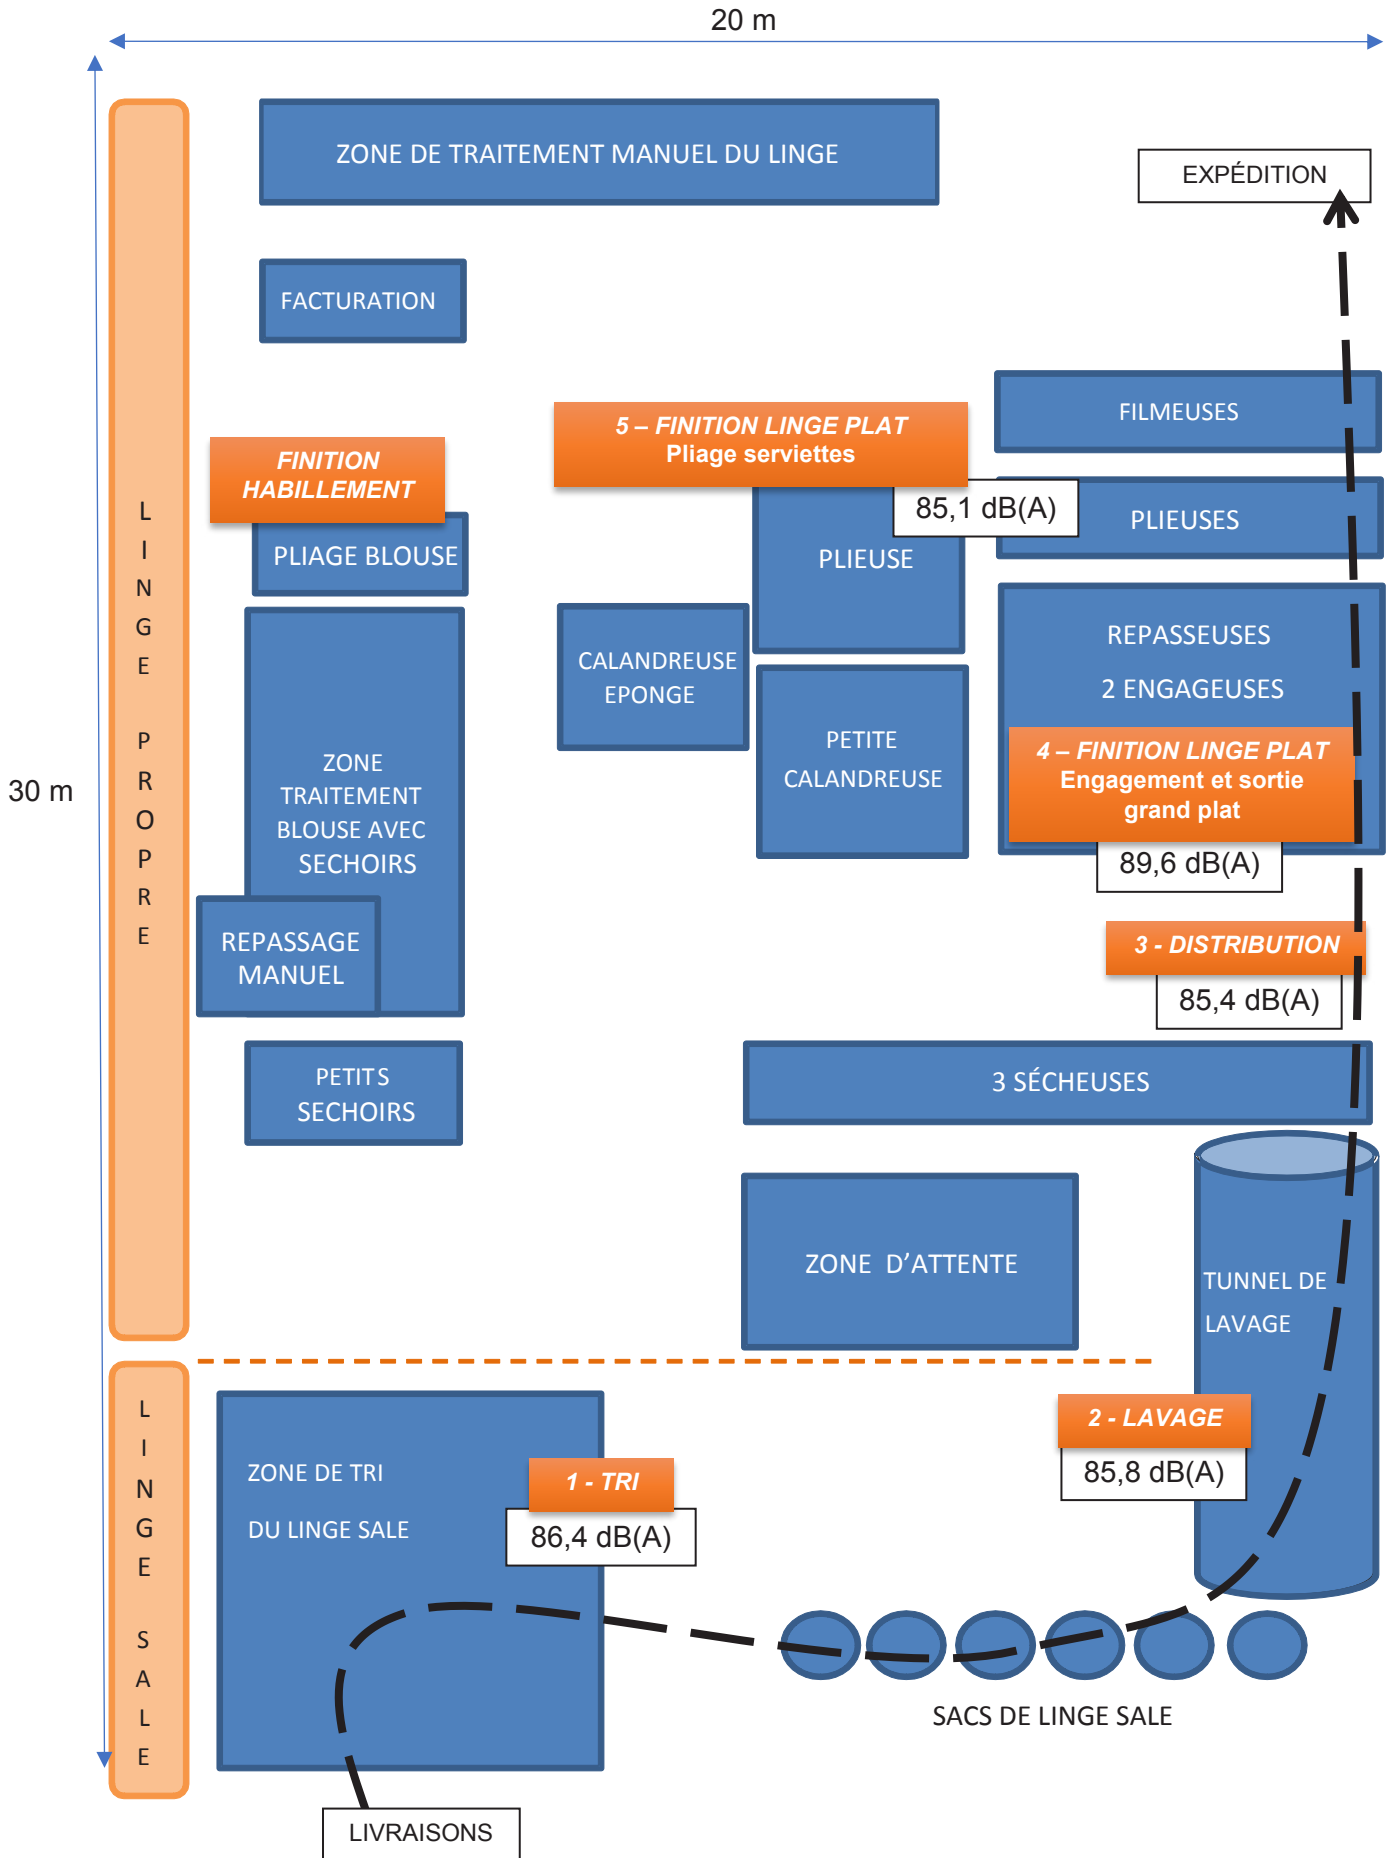 20 m
30 m
ZONE DE TRAITEMENT MANUEL DU LINGE
EXPÉDITION
FACTURATION
FILMEUSES
5 – FINITION LINGE PLAT
Pliage serviettes
85,1 dB(A)
FINITION
HABILLEMENT
PLIAGE BLOUSE
PLIEUSE
PLIEUSES
L
I
N
G
E
P
R
O
P
R
E
CALANDREUSE
EPONGE
REPASSEUSES
2 ENGAGEUSES
PETITE
CALANDREUSE
4 – FINITION LINGE PLAT
Engagement et sortie
grand plat
89,6 dB(A)
ZONE
TRAITEMENT
BLOUSE AVEC
SECHOIRS
REPASSAGE
MANUEL
3 - DISTRIBUTION
85,4 dB(A)
PETITS
SECHOIRS
3 SÉCHEUSES
ZONE D’ATTENTE
TUNNEL DE
LAVAGE
L
I
N
G
E
S
A
L
E
ZONE DE TRI
DU LINGE SALE
1 - TRI
86,4 dB(A)
2 - LAVAGE
85,8 dB(A)
SACS DE LINGE SALE
LIVRAISONS